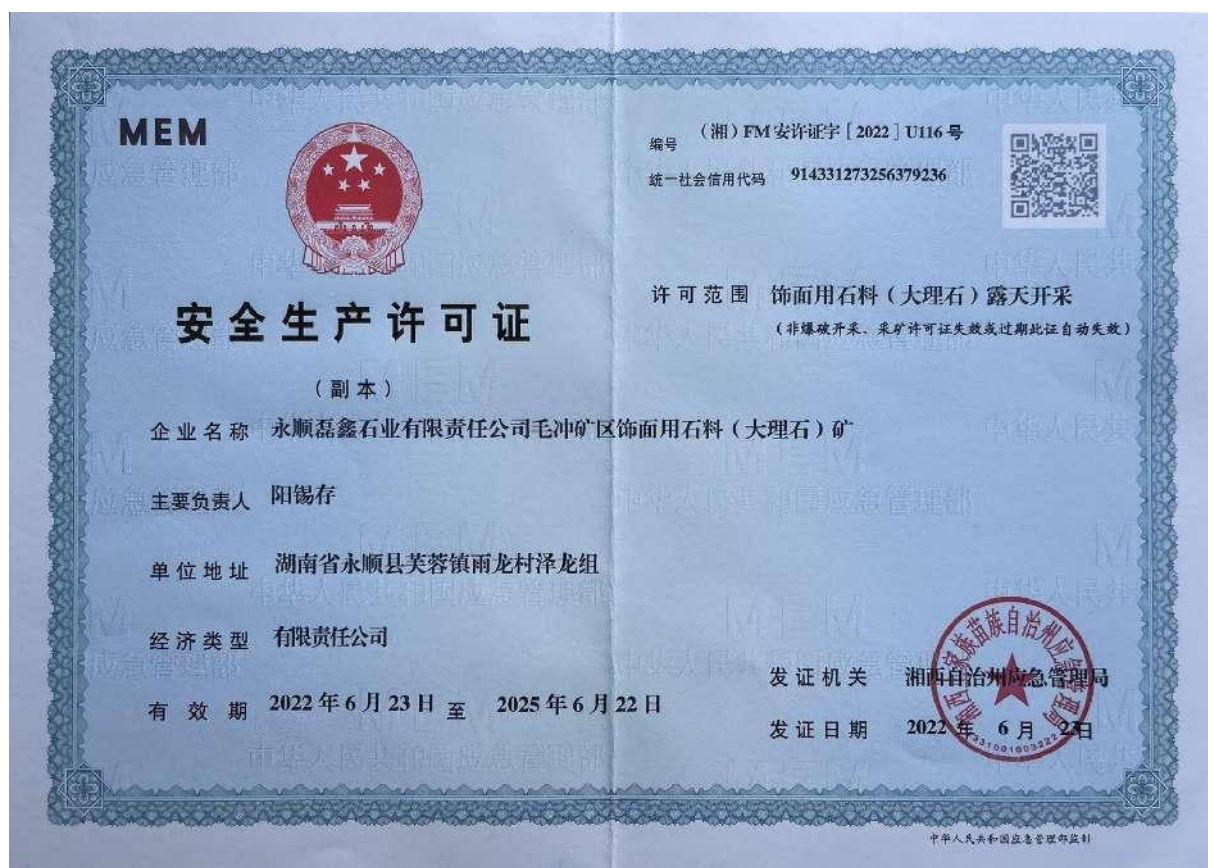 MEM
安全生产许可证
（副本）
企业名称 永顺磊鑫石业有限责任公司毛冲矿区饰面用石料（大理石）矿
主要负责人 阳锡存
单位地址 湖南省永顺县芙蓉镇雨龙村泽龙组
经济类型 有限责任公司
有效期 2022年6月23日 至 2025年6月22日
编号 （湘）FM安许证字［2022］U116号
统一社会信用代码 914331273256379236
许可范围 饰面用石料（大理石）露天开采
（非爆破开采、采矿许可证失效或过期此证自动失效）
发证机关 湘西自治州应急管理局
发证日期 2022年6月23日
中华人民共和国应急管理部监制